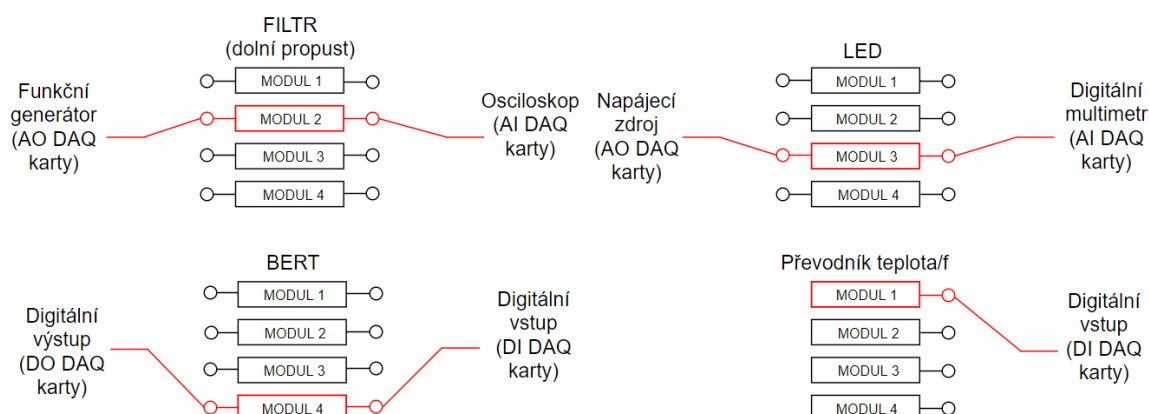 FILTR
(dolní propust)
Funkční
generátor
(AO DAQ
karty)
MODUL 1
MODUL 2
MODUL 3
MODUL 4
Osciloskop
(AI DAQ
karty)
LED
Napájecí
zdroj
(AO DAQ
karty)
MODUL 1
MODUL 2
MODUL 3
MODUL 4
Digitální
multimetr
(AI DAQ
karty)
BERT
Digitální
výstup
(DO DAQ
karty)
MODUL 1
MODUL 2
MODUL 3
MODUL 4
Digitální
vstup
(DI DAQ
karty)
Převodník teplota/f
MODUL 1
MODUL 2
MODUL 3
MODUL 4
Digitální
vstup
(DI DAQ
karty)